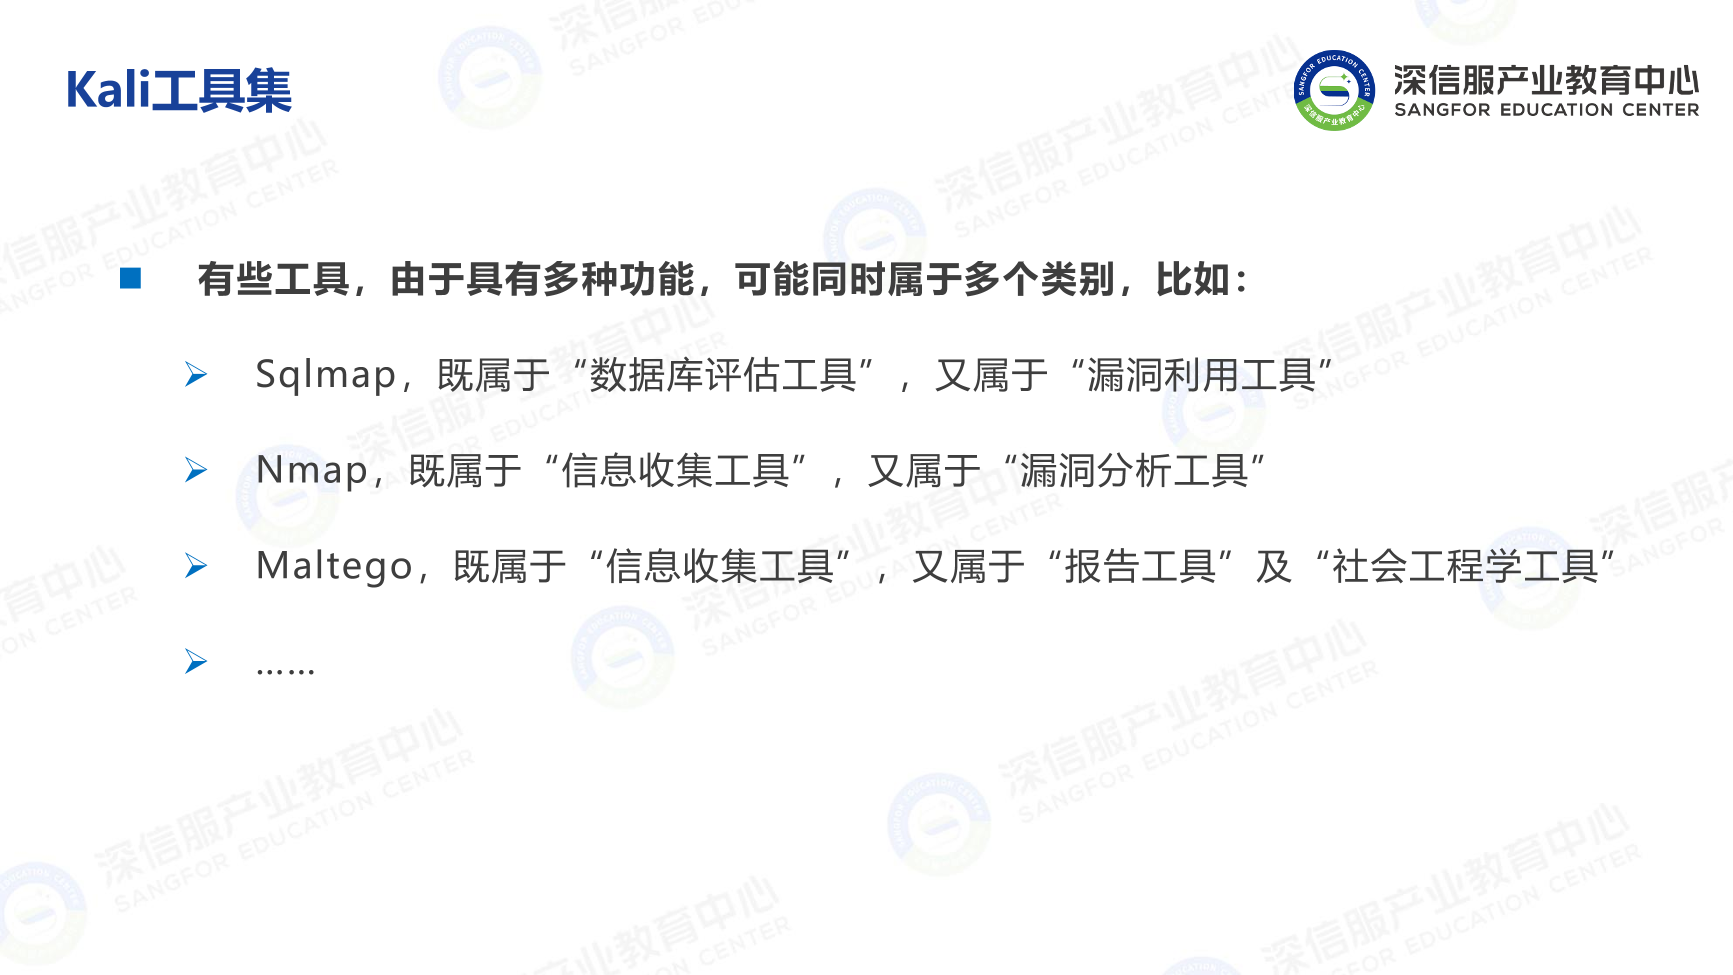 Kali工具集
深信服产业教育中心
SANGFOR EDUCATION CENTER
有些工具，由于具有多种功能，可能同时属于多个类别，比如：
Sqlmap，既属于“数据库评估工具”，又属于“漏洞利用工具”
Nmap，既属于“信息收集工具”，又属于“漏洞分析工具”
Maltego，既属于“信息收集工具”，又属于“报告工具”及“社会工程学工具”
……